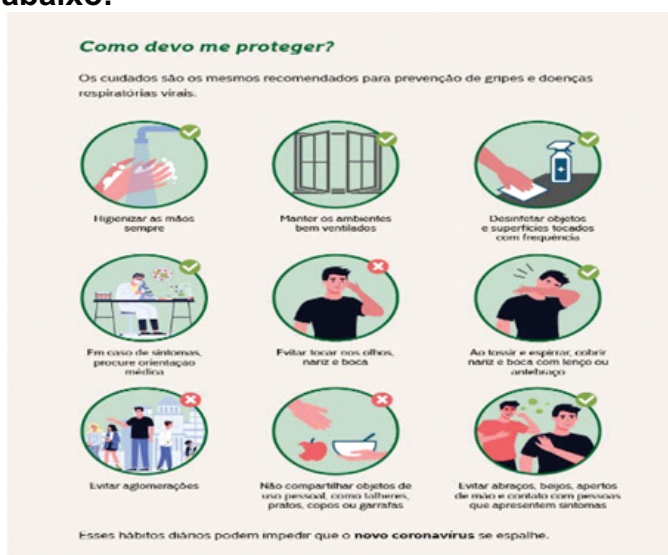 abaixo:
Como devo me proteger?
Os cuidados são os mesmos recomendados para prevenção de gripes e doenças
respiratórias virais.
Higienizar as mãos
sempre
Manter os ambientes
bem ventilados
Desinfetar objetos
e superfícies tocados
com frequência
Em caso de sintomas,
procure orientação
médica
Evitar tocar nos olhos,
nariz e boca
Ao tossir e espirrar, cobrir
nariz e boca com lenço ou
antebraço
Evitar aglomerações
Não compartilhar objetos de
uso pessoal, como talheres,
pratos, copos ou garrafas
Evitar abraços, beijos, apertos
de mão e contato com pessoas
que apresentem sintomas
Esses hábitos diários podem impedir que o novo coronavírus se espalhe.